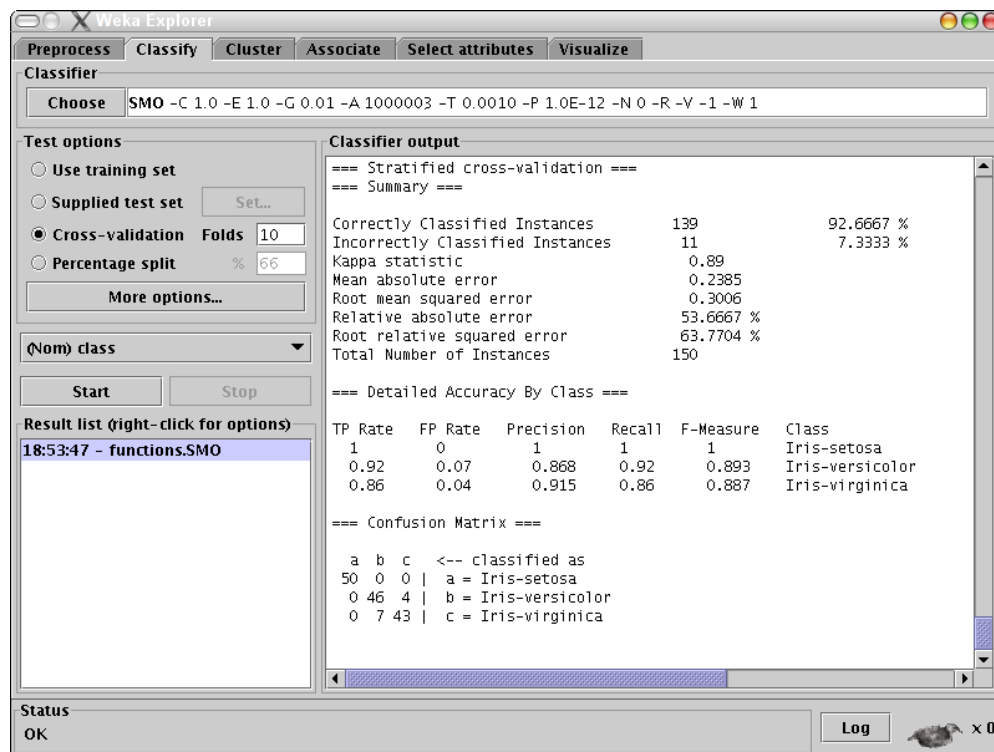 Weka Explorer
Preprocess Classify Cluster Associate Select attributes Visualize
Classifier
Choose SMO -C 1.0 -E 1.0 -G 0.01 -A 1000003 -T 0.0010 -P 1.0E-12 -N 0 -R -V -1 -W 1
Test options
Use training set
Supplied test set Set...
Cross-validation Folds 10
Percentage split % 66
More options...
(Nom) class
Start Stop
Result list (right-click for options)
18:53:47 - functions.SMO
Classifier output
=== Stratified cross-validation ===
=== Summary ===
Correctly Classified Instances 139 92.6667 %
Incorrectly Classified Instances 11 7.3333 %
Kappa statistic 0.89
Mean absolute error 0.2385
Root mean squared error 0.3006
Relative absolute error 53.6667 %
Root relative squared error 63.7704 %
Total Number of Instances 150
=== Detailed Accuracy By Class ===
TP Rate FP Rate Precision Recall F-Measure Class
1 0 1 1 1 Iris-setosa
0.92 0.07 0.868 0.92 0.893 Iris-versicolor
0.86 0.04 0.915 0.86 0.887 Iris-virginica
=== Confusion Matrix ===
a b c <-- classified as
50 0 0 | a = Iris-setosa
0 46 4 | b = Iris-versicolor
0 7 43 | c = Iris-virginica
Status
OK
Log x 0